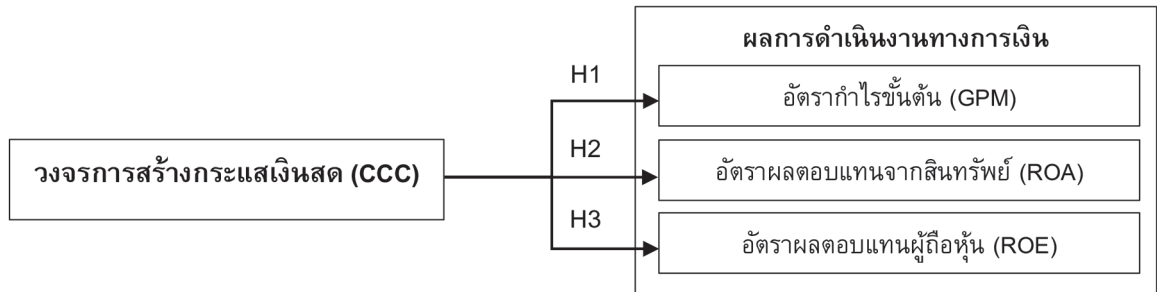 ผลการดำเนินงานทางการเงิน
H1
อัตรากำไรขั้นต้น (GPM)
วงจรการสร้างกระแสเงินสด (CCC)
H2
อัตราผลตอบแทนจากสินทรัพย์ (ROA)
H3
อัตราผลตอบแทนผู้ถือหุ้น (ROE)